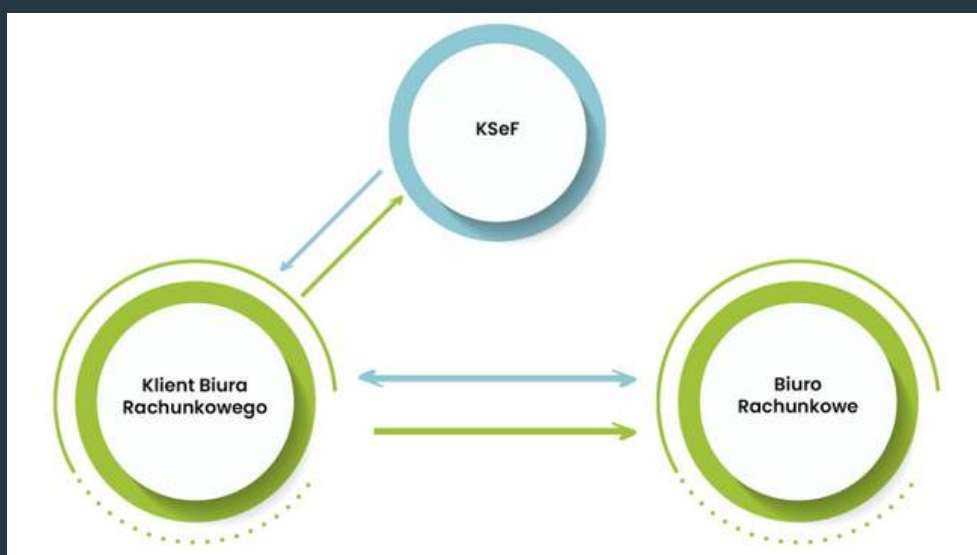 KSeF
Klient Biura
Rachunkowego
Biuro
Rachunkowe